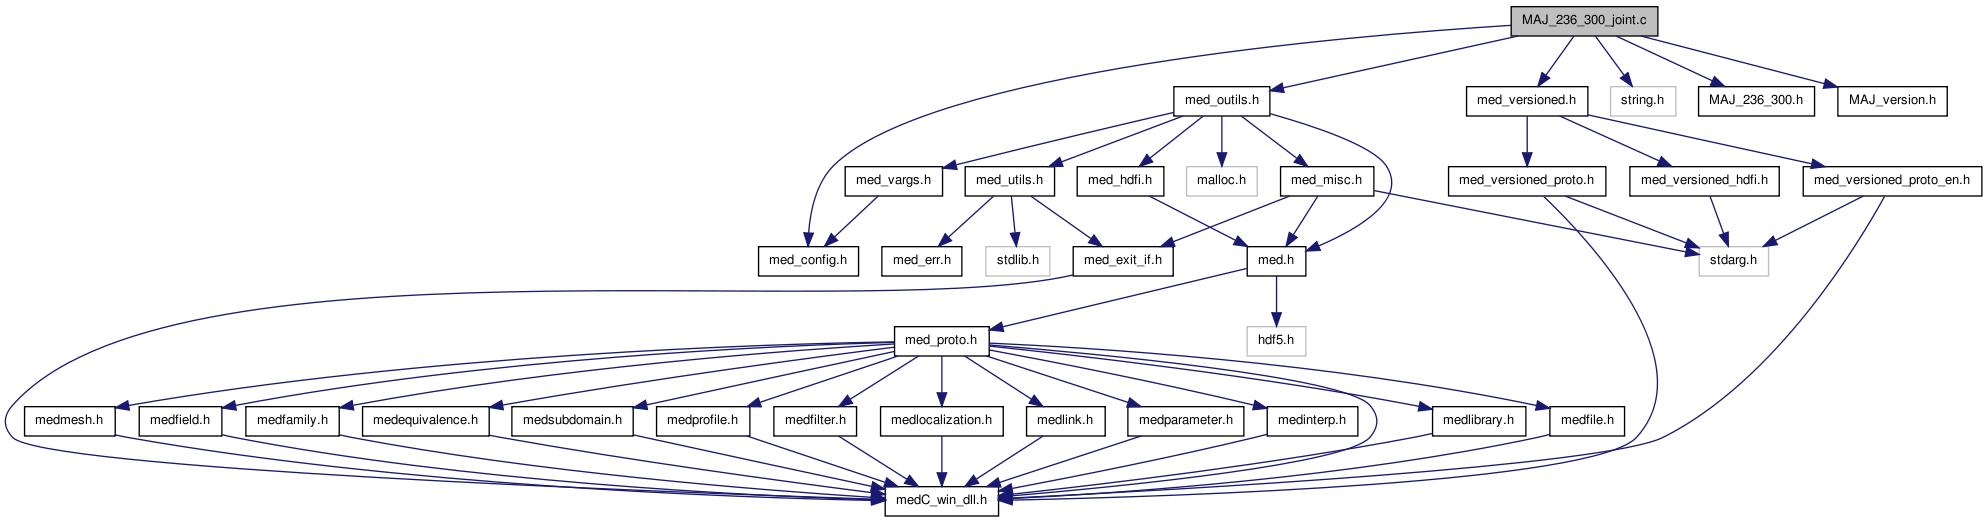 MAJ_236_300_joint.c
med_outils.h
med_versioned.h
string.h
MAJ_236_300.h
MAJ_version.h
med_vargs.h
med_utils.h
med_hdfi.h
malloc.h
med_misc.h
med_versioned_proto.h
med_versioned_hdfi.h
med_versioned_proto_en.h
med_config.h
med_err.h
stdlib.h
med_exit_if.h
med.h
stdarg.h
med_proto.h
hdf5.h
medmesh.h
medfield.h
medfamily.h
medequivalence.h
medsubdomain.h
medprofile.h
medfilter.h
medlocalization.h
medlink.h
medparameter.h
medinterp.h
medlibrary.h
medfile.h
medC_win_dll.h